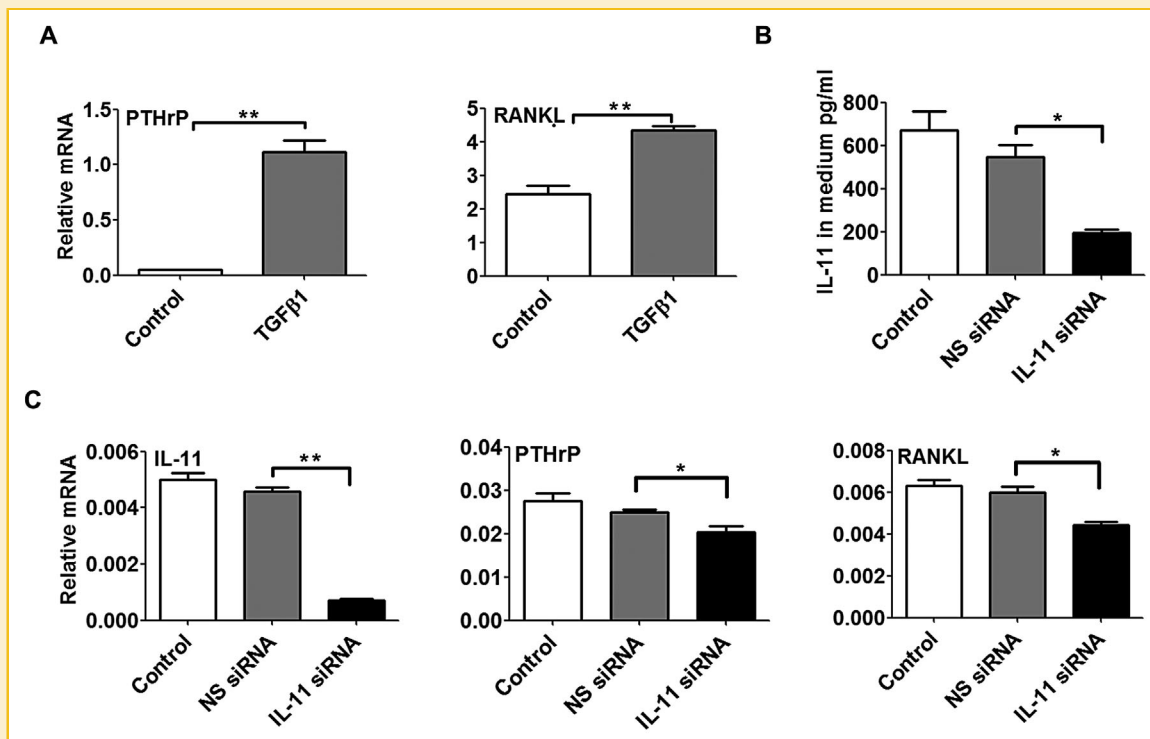 A
B
PTHrP
**
Relative mRNA
1.5
1.0
0.5
0.0
Control
TGFβ1
RANKL
**
5
4
3
2
1
0
Control
TGFβ1
*
IL-11 in medium pg/ml
800
600
400
200
0
Control
NS siRNA
IL-11 siRNA
C
IL-11
**
Relative mRNA
0.006
0.004
0.002
0.000
Control
NS siRNA
IL-11 siRNA
PTHrP
*
0.04
0.03
0.02
0.01
0.00
Control
NS siRNA
IL-11 siRNA
RANKL
*
0.008
0.006
0.004
0.002
0.000
Control
NS siRNA
IL-11 siRNA